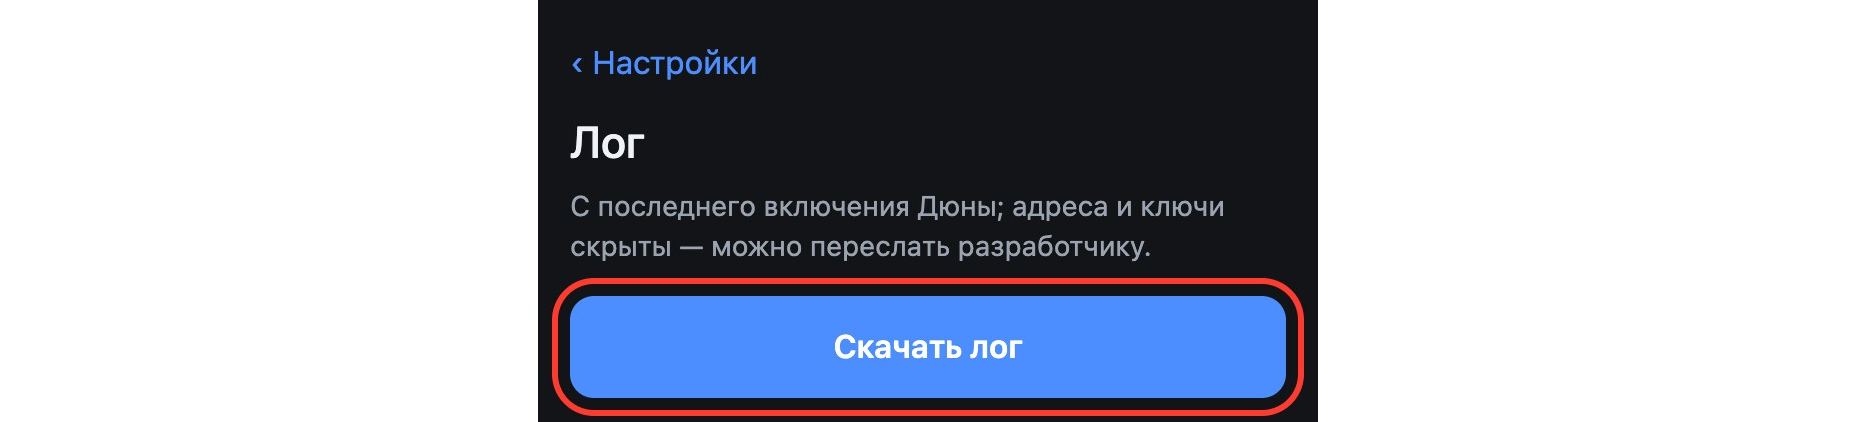 ‹ Настройки
Лог
С последнего включения Дюны; адреса и ключи
скрыты — можно переслать разработчику.
Скачать лог